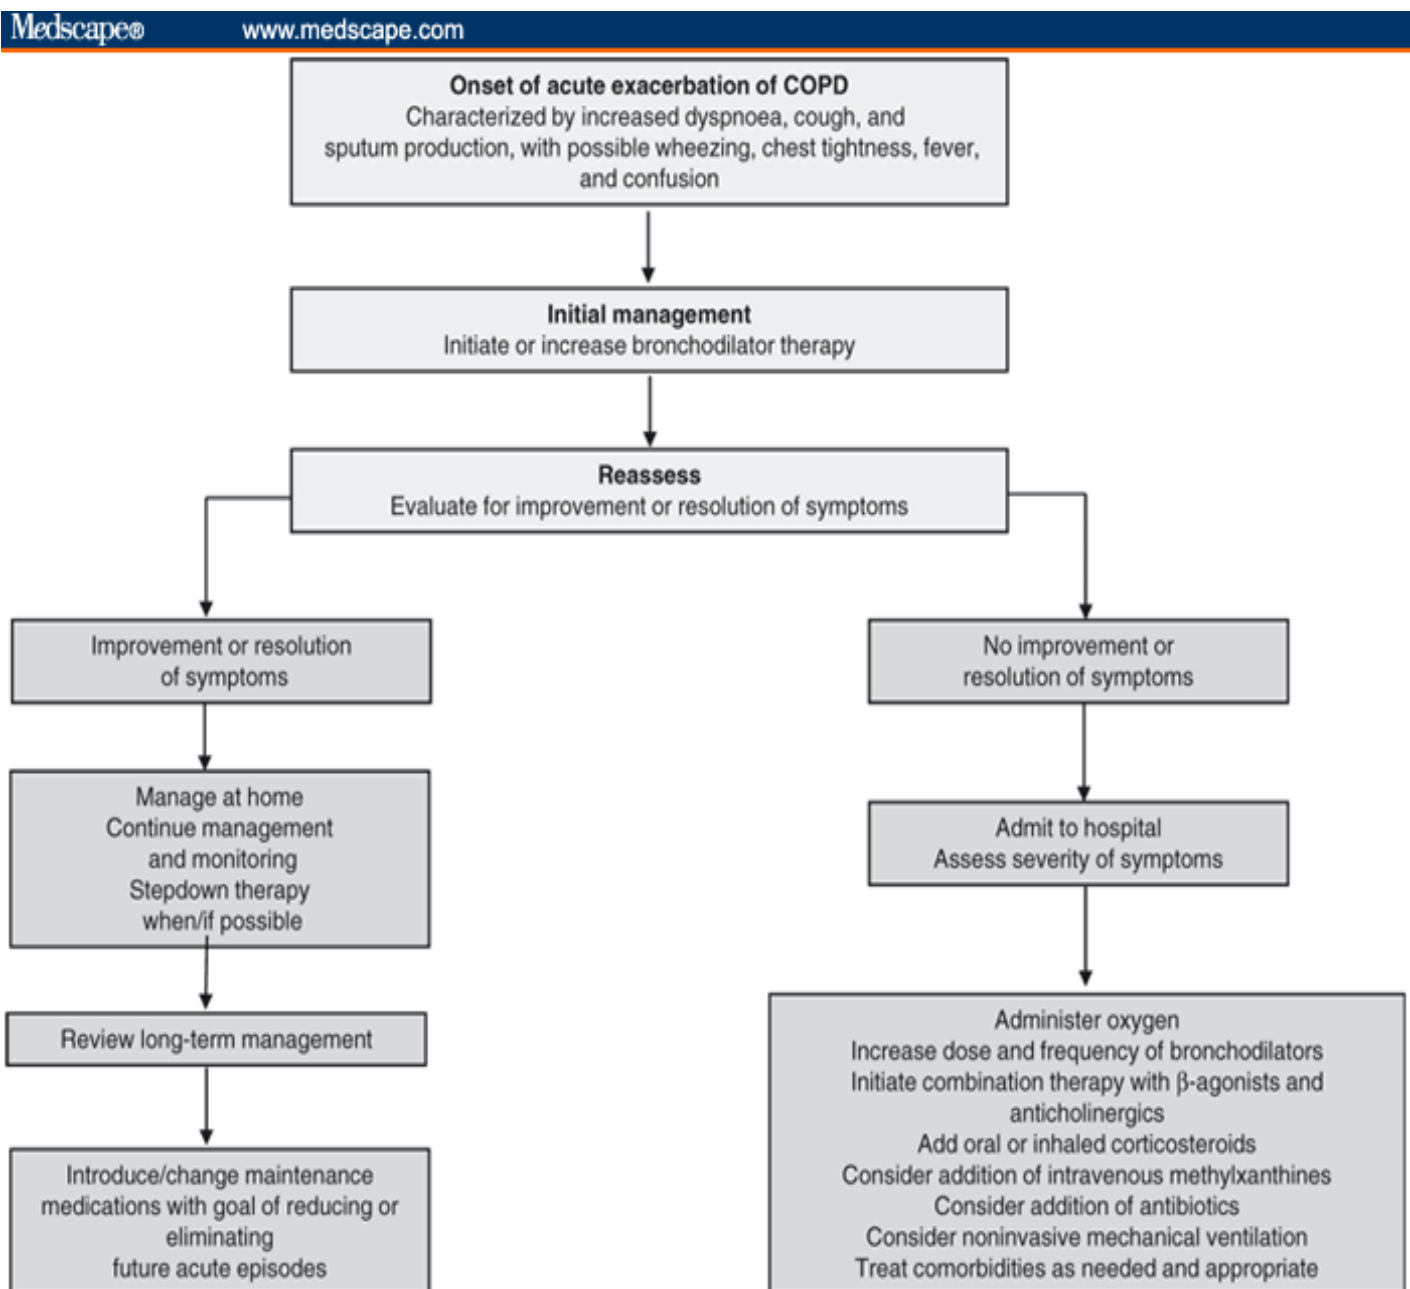 Medscape® www.medscape.com
Onset of acute exacerbation of COPD
Characterized by increased dyspnoea, cough, and
sputum production, with possible wheezing, chest tightness, fever,
and confusion
Initial management
Initiate or increase bronchodilator therapy
Reassess
Evaluate for improvement or resolution of symptoms
Improvement or resolution
of symptoms
Manage at home
Continue management
and monitoring
Stepdown therapy
when/if possible
Review long-term management
Introduce/change maintenance
medications with goal of reducing or
eliminating
future acute episodes
No improvement or
resolution of symptoms
Admit to hospital
Assess severity of symptoms
Administer oxygen
Increase dose and frequency of bronchodilators
Initiate combination therapy with β-agonists and
anticholinergics
Add oral or inhaled corticosteroids
Consider addition of intravenous methylxanthines
Consider addition of antibiotics
Consider noninvasive mechanical ventilation
Treat comorbidities as needed and appropriate